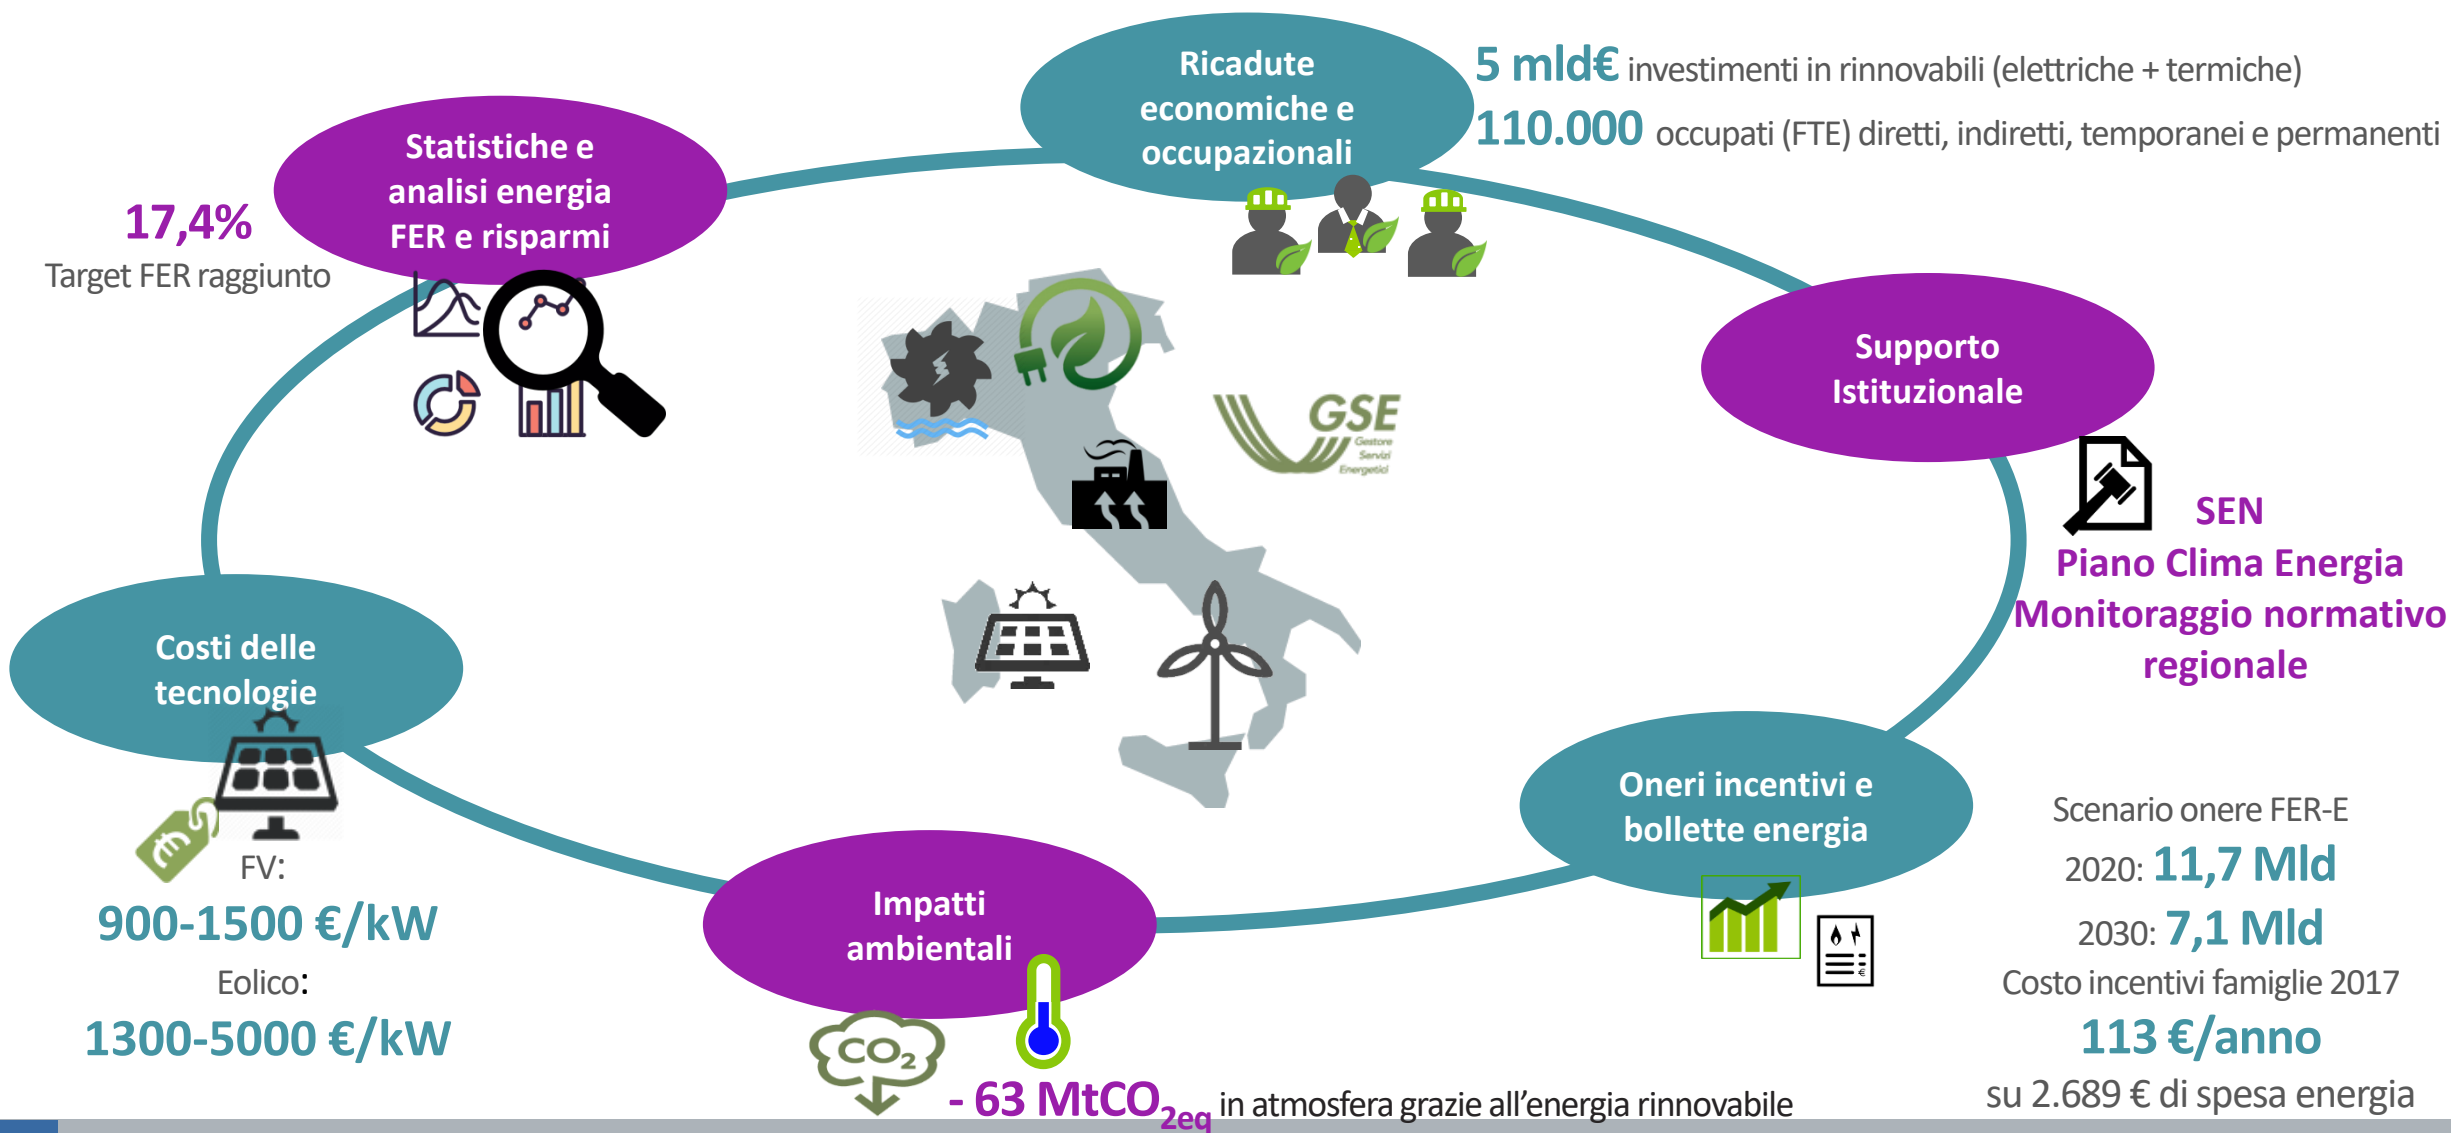 Ricadute
economiche e
occupazionali
5 mld€ investimenti in rinnovabili (elettriche + termiche)
110.000 occupati (FTE) diretti, indiretti, temporanei e permanenti
Statistiche e
analisi energia
FER e risparmi
17,4%
Target FER raggiunto
Supporto
Istituzionale
SEN
Piano Clima Energia
Monitoraggio normativo
regionale
GSE
Gestore
Servizi
Energetici
Costi delle
tecnologie
€
FV:
900-1500 €/kW
Eolico:
1300-5000 €/kW
Oneri incentivi e
bollette energia
€
Scenario onere FER-E
2020: 11,7 Mld
2030: 7,1 Mld
Costo incentivi famiglie 2017
113 €/anno
su 2.689 € di spesa energia
Impatti
ambientali
CO2
- 63 MtCO2eq in atmosfera grazie all'energia rinnovabile